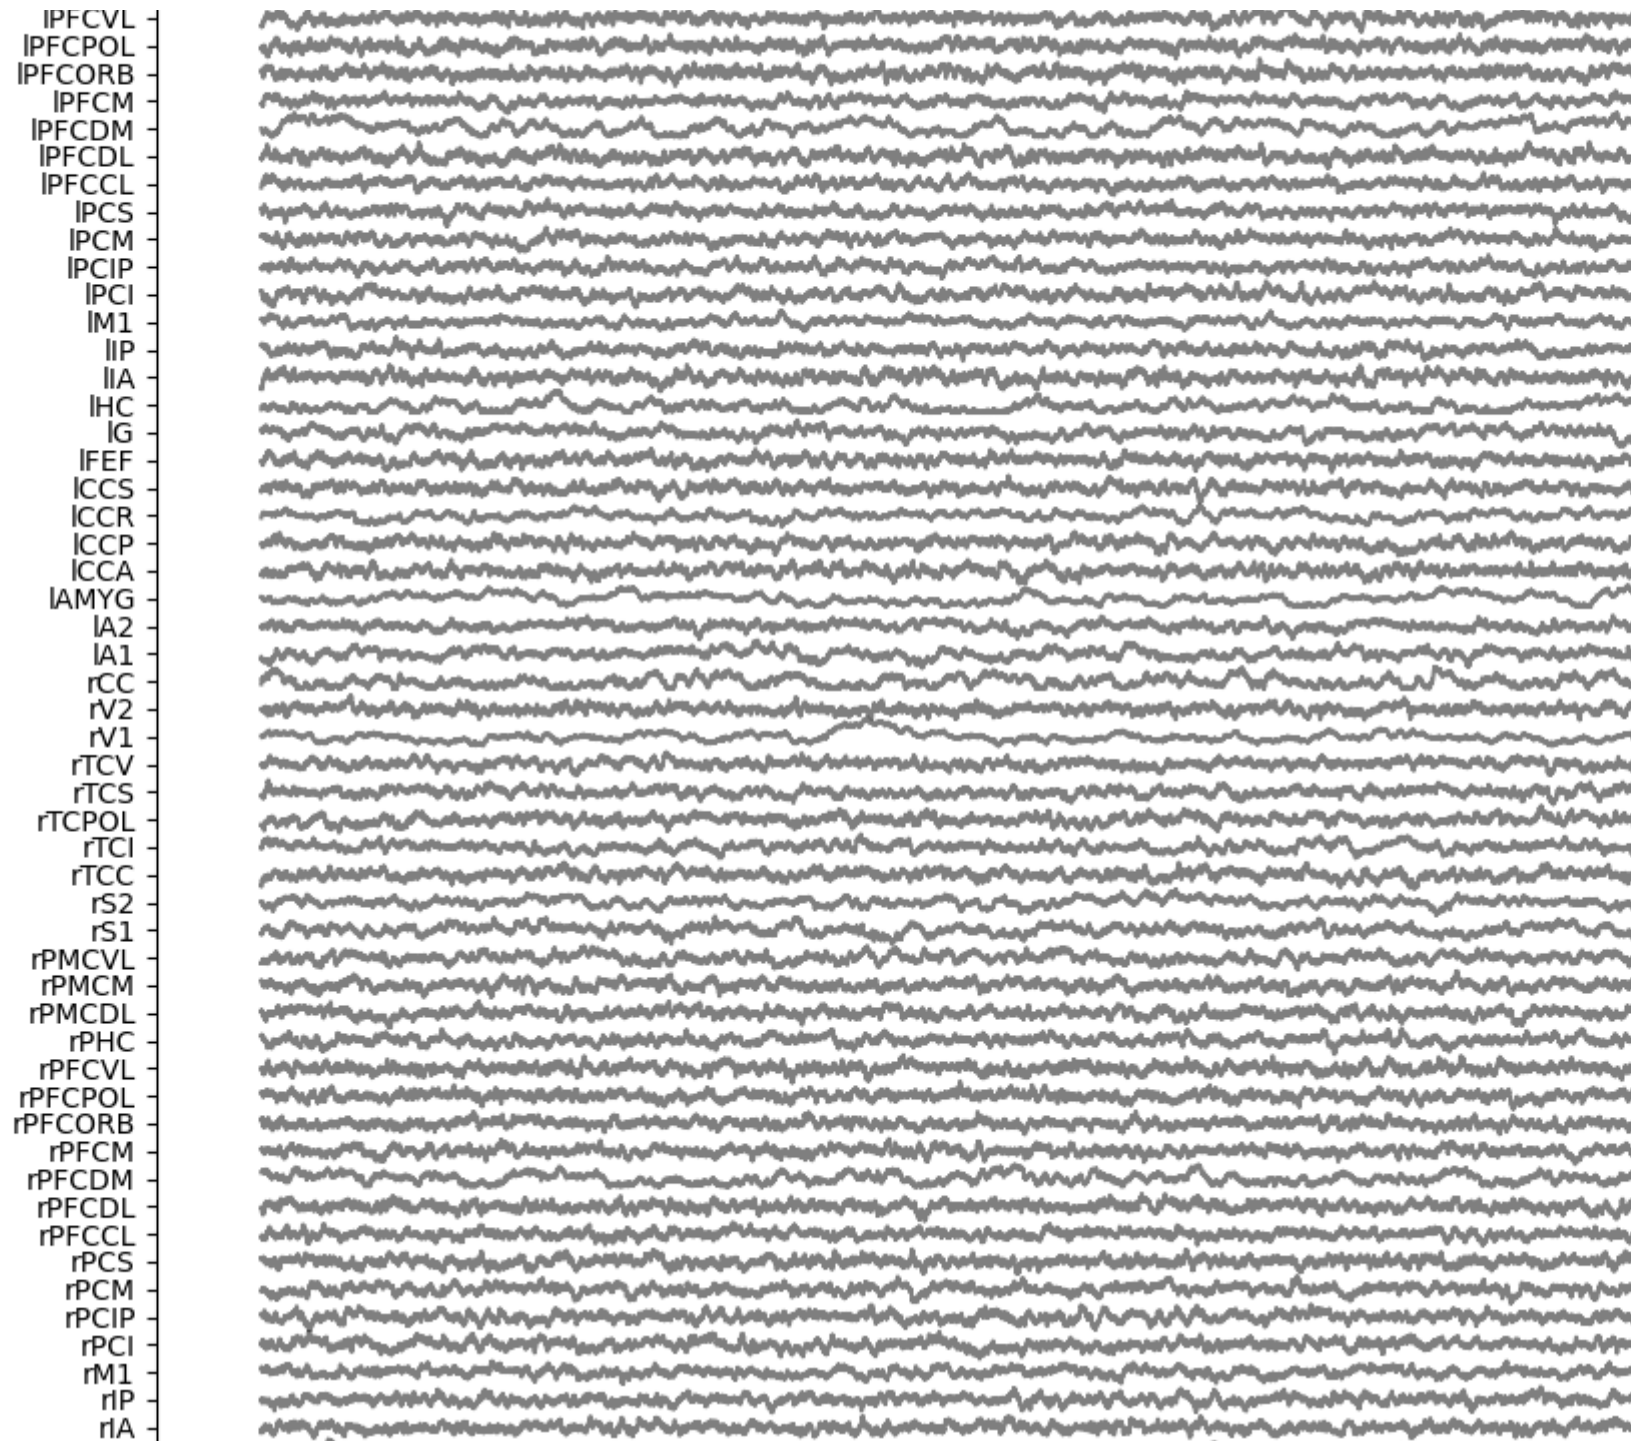 lPFCVL
lPFCPOL
lPFCORB
lPFCM
lPFCDM
lPFCDL
lPFCCL
lPCS
lPCM
lPCIP
lPCI
lM1
lIP
lIA
lHC
lG
lFEF
lCCS
lCCR
lCCP
lCCA
lAMYG
lA2
lA1
rCC
rV2
rV1
rTCV
rTCS
rTCPOL
rTCI
rTCC
rS2
rS1
rPMCVL
rPMCM
rPMCDL
rPHC
rPFCVL
rPFCPOL
rPFCORB
rPFCM
rPFCDM
rPFCDL
rPFCCL
rPCS
rPCM
rPCIP
rPCI
rM1
rIP
rIA